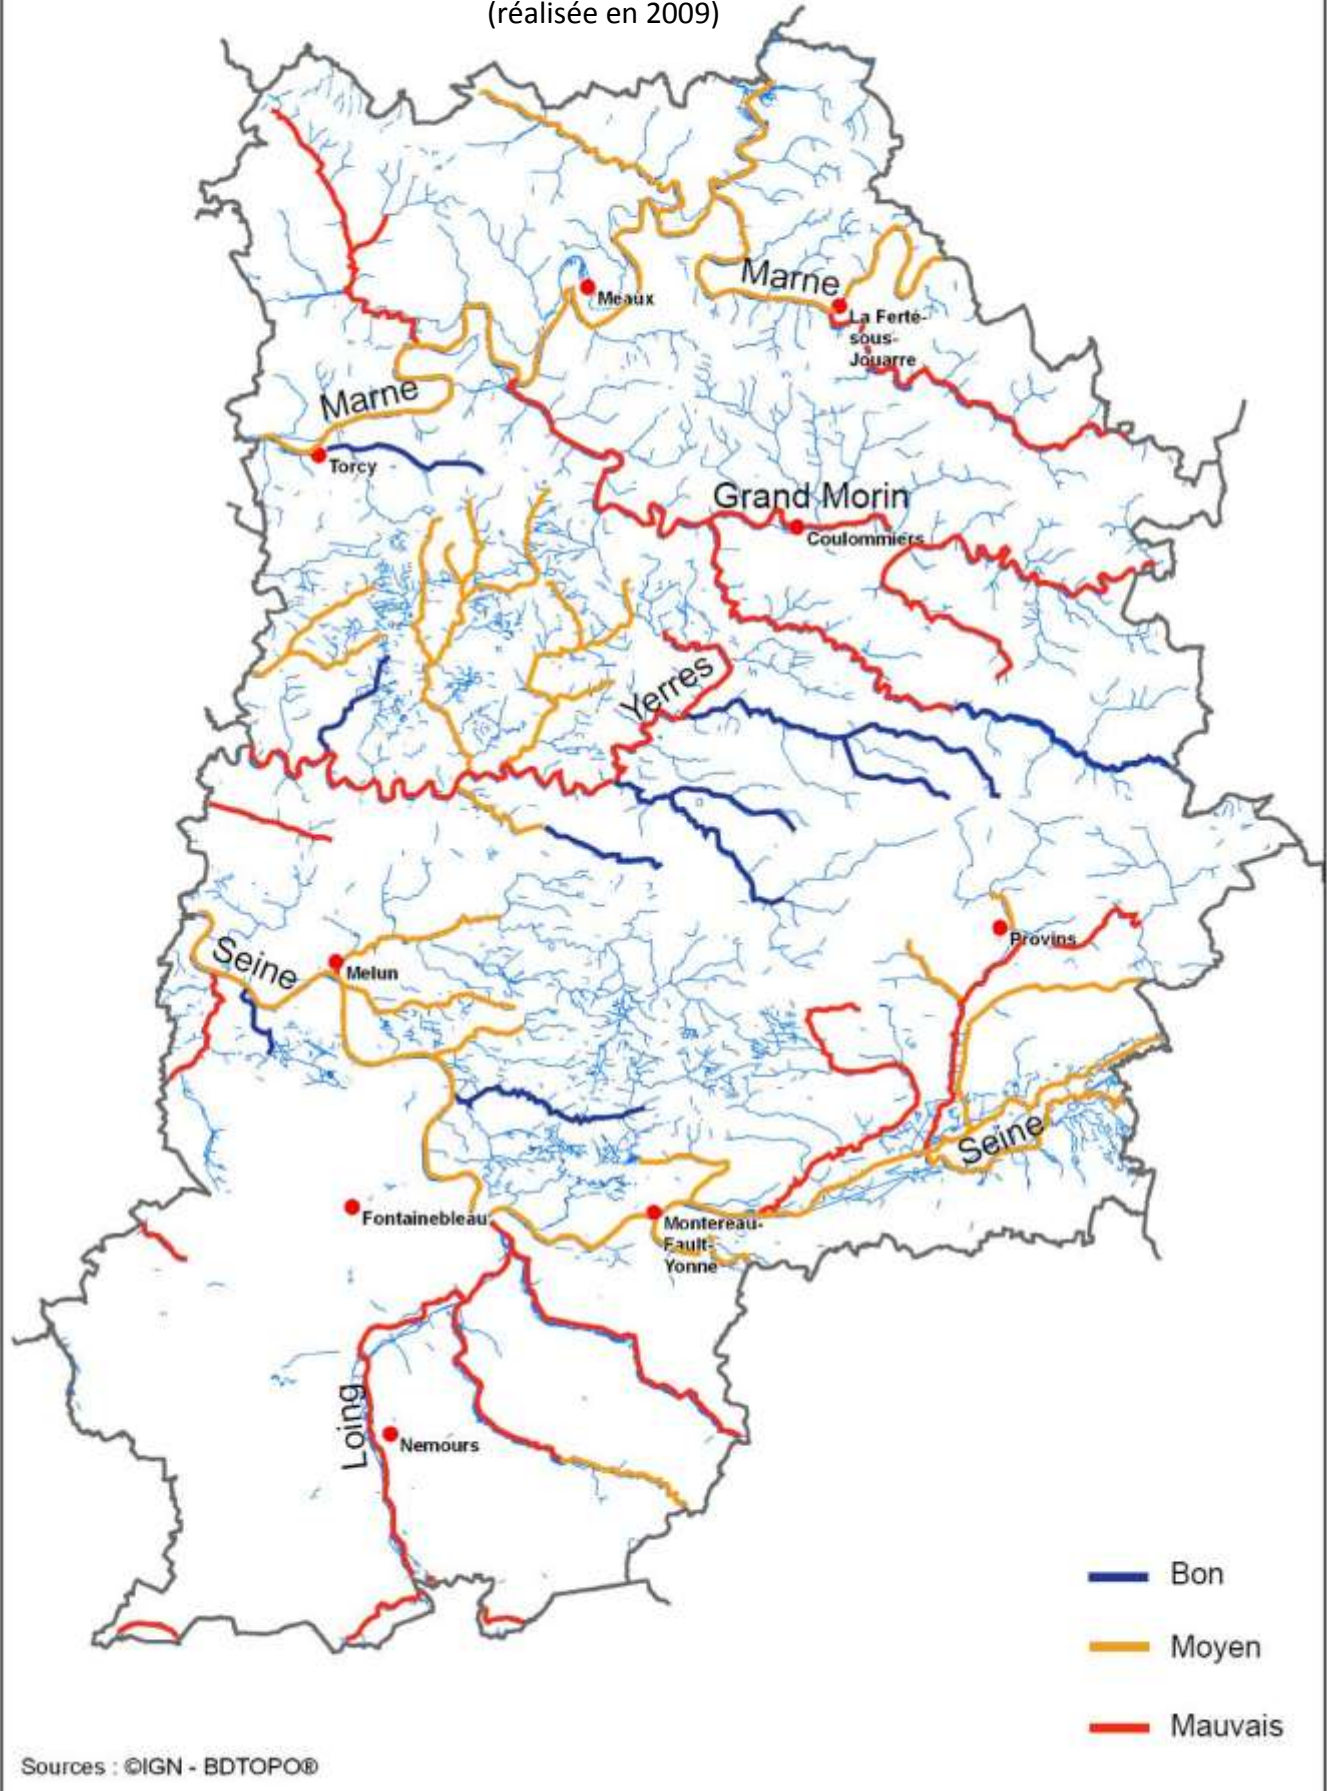 (réalisée en 2009)
Marne
Meaux
La Ferté-
sous-
Jouarre
Marne
Torcy
Grand Morin
Coulommiers
Yerres
Provins
Seine
Melun
Seine
Fontainebleau
Montereau-
Fault-
Yonne
Loing
Nemours
Bon
Moyen
Mauvais
Sources : ©IGN - BDTOPO®